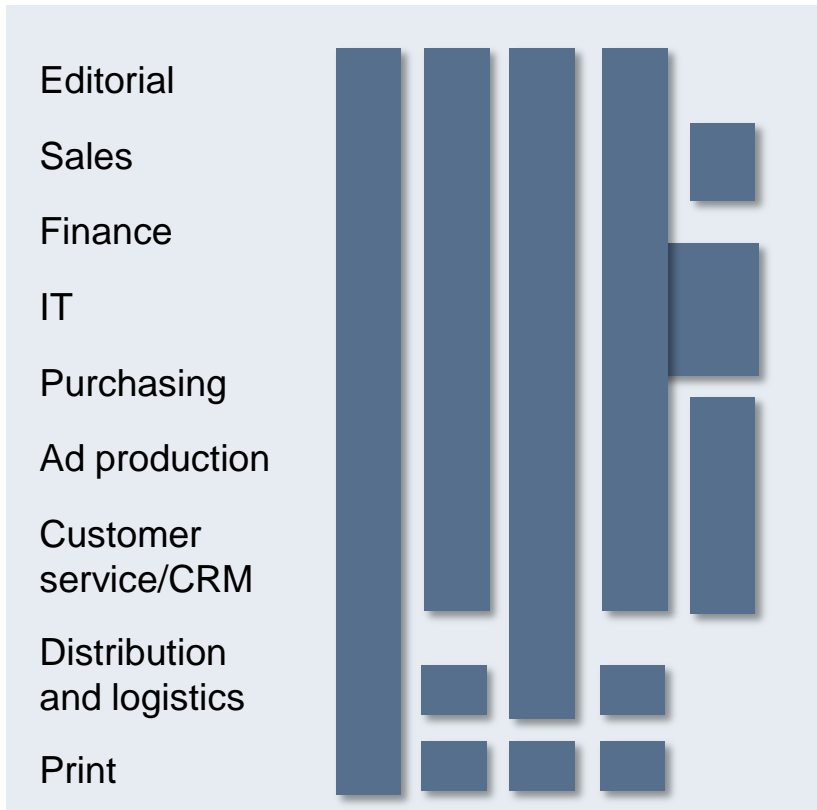 Editorial
Sales
Finance
IT
Purchasing
Ad production
Customer
service/CRM
Distribution
and logistics
Print